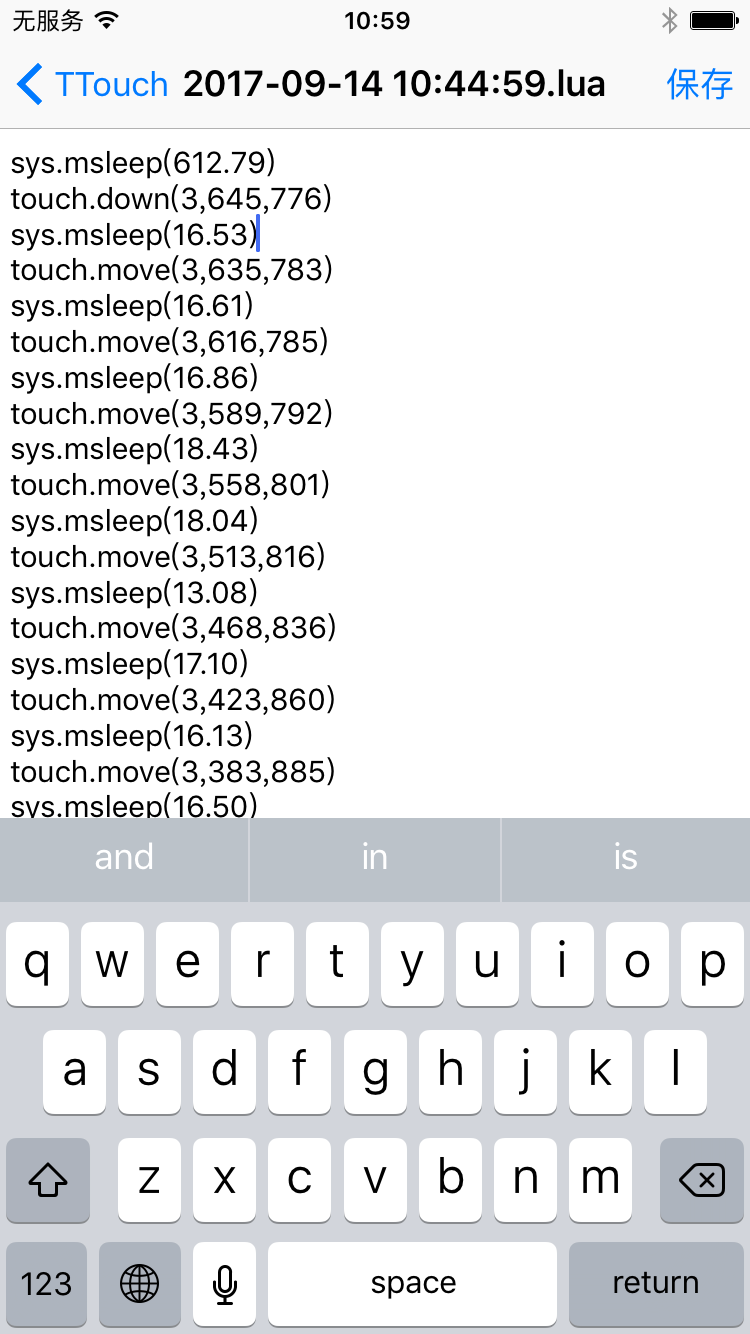 无服务 10:59
TTouch 2017-09-14 10:44:59.lua 保存
sys.msleep(612.79)
touch.down(3,645,776)
sys.msleep(16.53)
touch.move(3,635,783)
sys.msleep(16.61)
touch.move(3,616,785)
sys.msleep(16.86)
touch.move(3,589,792)
sys.msleep(18.43)
touch.move(3,558,801)
sys.msleep(18.04)
touch.move(3,513,816)
sys.msleep(13.08)
touch.move(3,468,836)
sys.msleep(17.10)
touch.move(3,423,860)
sys.msleep(16.13)
touch.move(3,383,885)
sys.msleep(16.50)
and in is
q w e r t y u i o p
a s d f g h j k l
z x c v b n m
123 space return